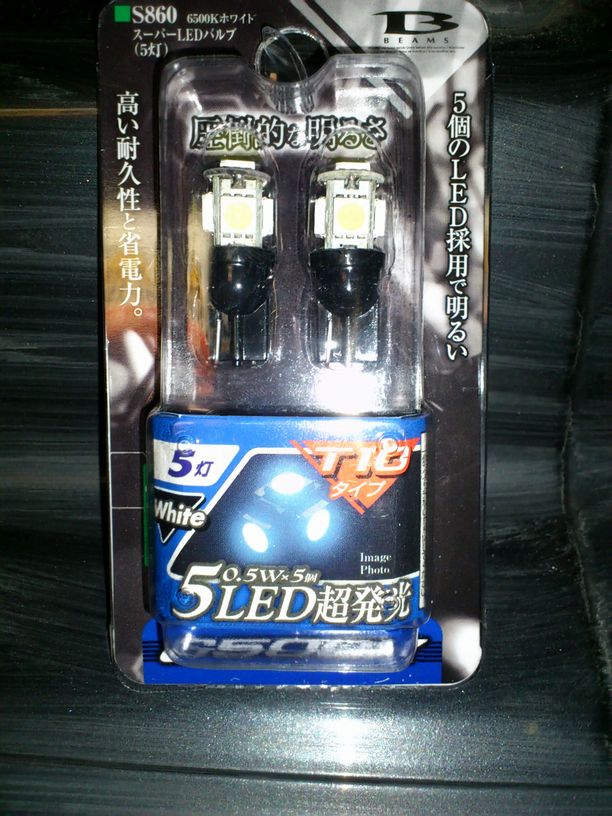 S860 6500Kホワイト
スーパーLEDバルブ
(5灯)
B
BEAMS
圧倒的な明るさ
高い耐久性と省電力。
5個のLED採用で明るい
5灯
White
T10
タイプ
Image
Photo
0.5W×5個
5LED超発光
6500K